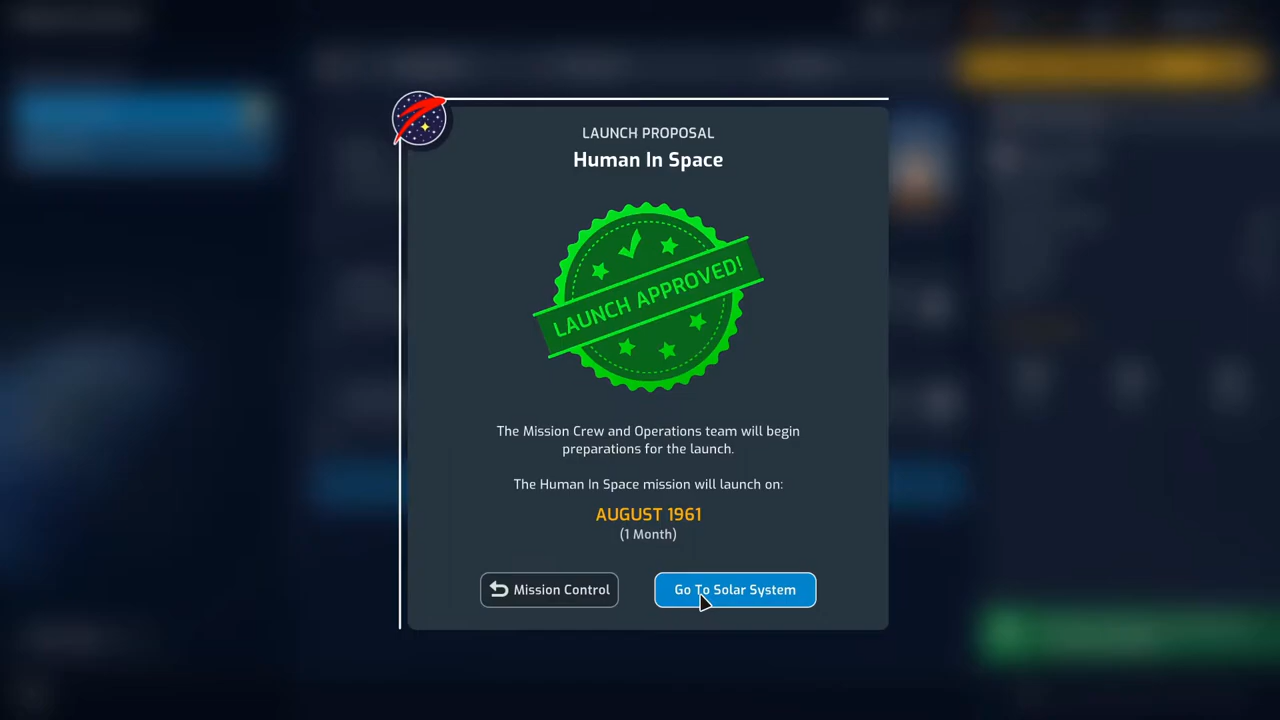 LAUNCH PROPOSAL
Human In Space
LAUNCH APPROVED!
The Mission Crew and Operations team will begin
preparations for the launch.
The Human In Space mission will launch on:
AUGUST 1961
(1 Month)
Mission Control
Go To Solar System